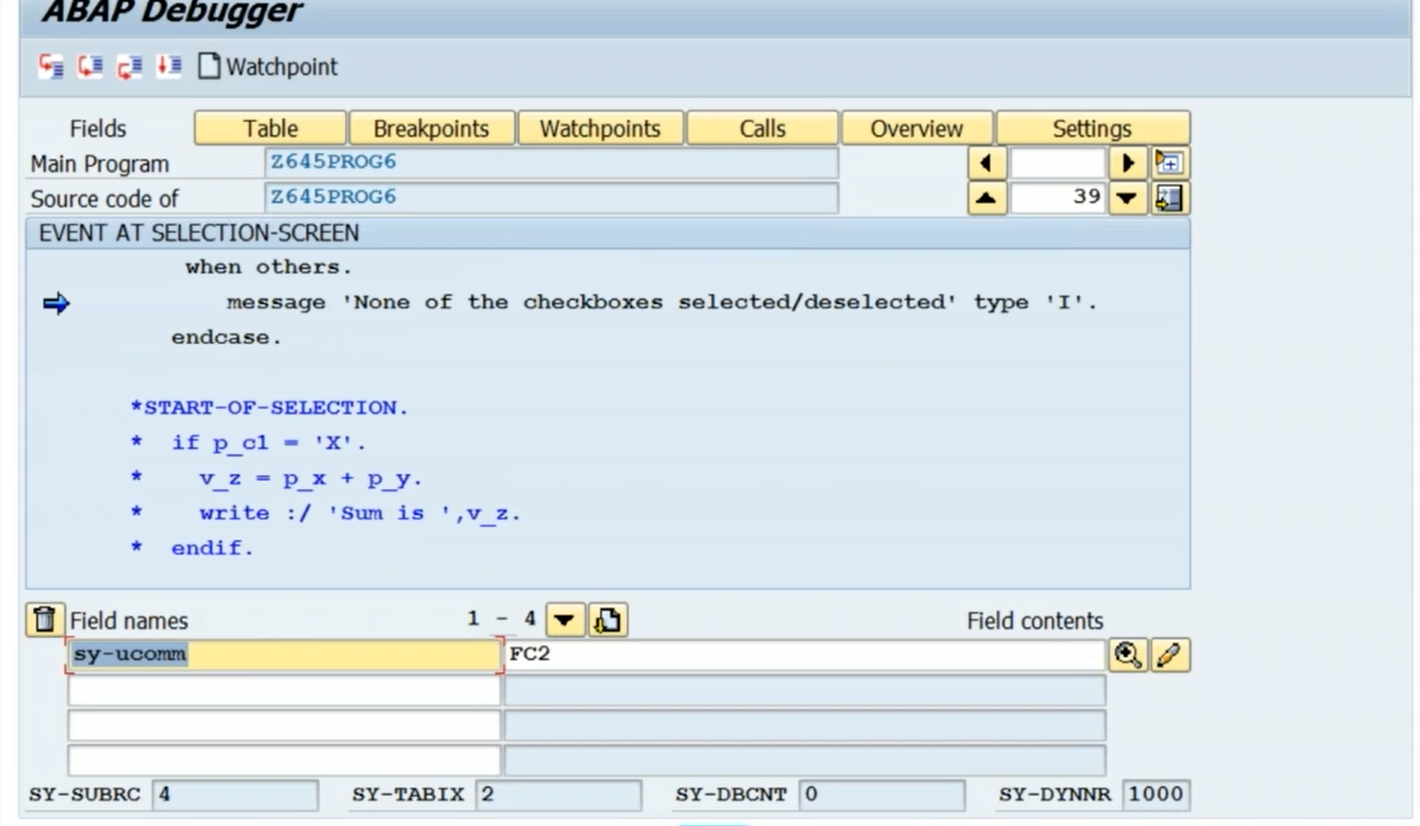 ABAP Debugger
Watchpoint
Fields Table Breakpoints Watchpoints Calls Overview Settings
Main Program Z645PROG6
Source code of Z645PROG6 39
EVENT AT SELECTION-SCREEN
when others.
message 'None of the checkboxes selected/deselected' type 'I'.
endcase.
*START-OF-SELECTION.
* if p_c1 = 'X'.
* v_z = p_x + p_y.
* write :/ 'Sum is ',v_z.
* endif.
Field names 1 - 4 Field contents
sy-ucomm FC2
SY-SUBRC 4 SY-TABIX 2 SY-DBCNT 0 SY-DYNNR 1000